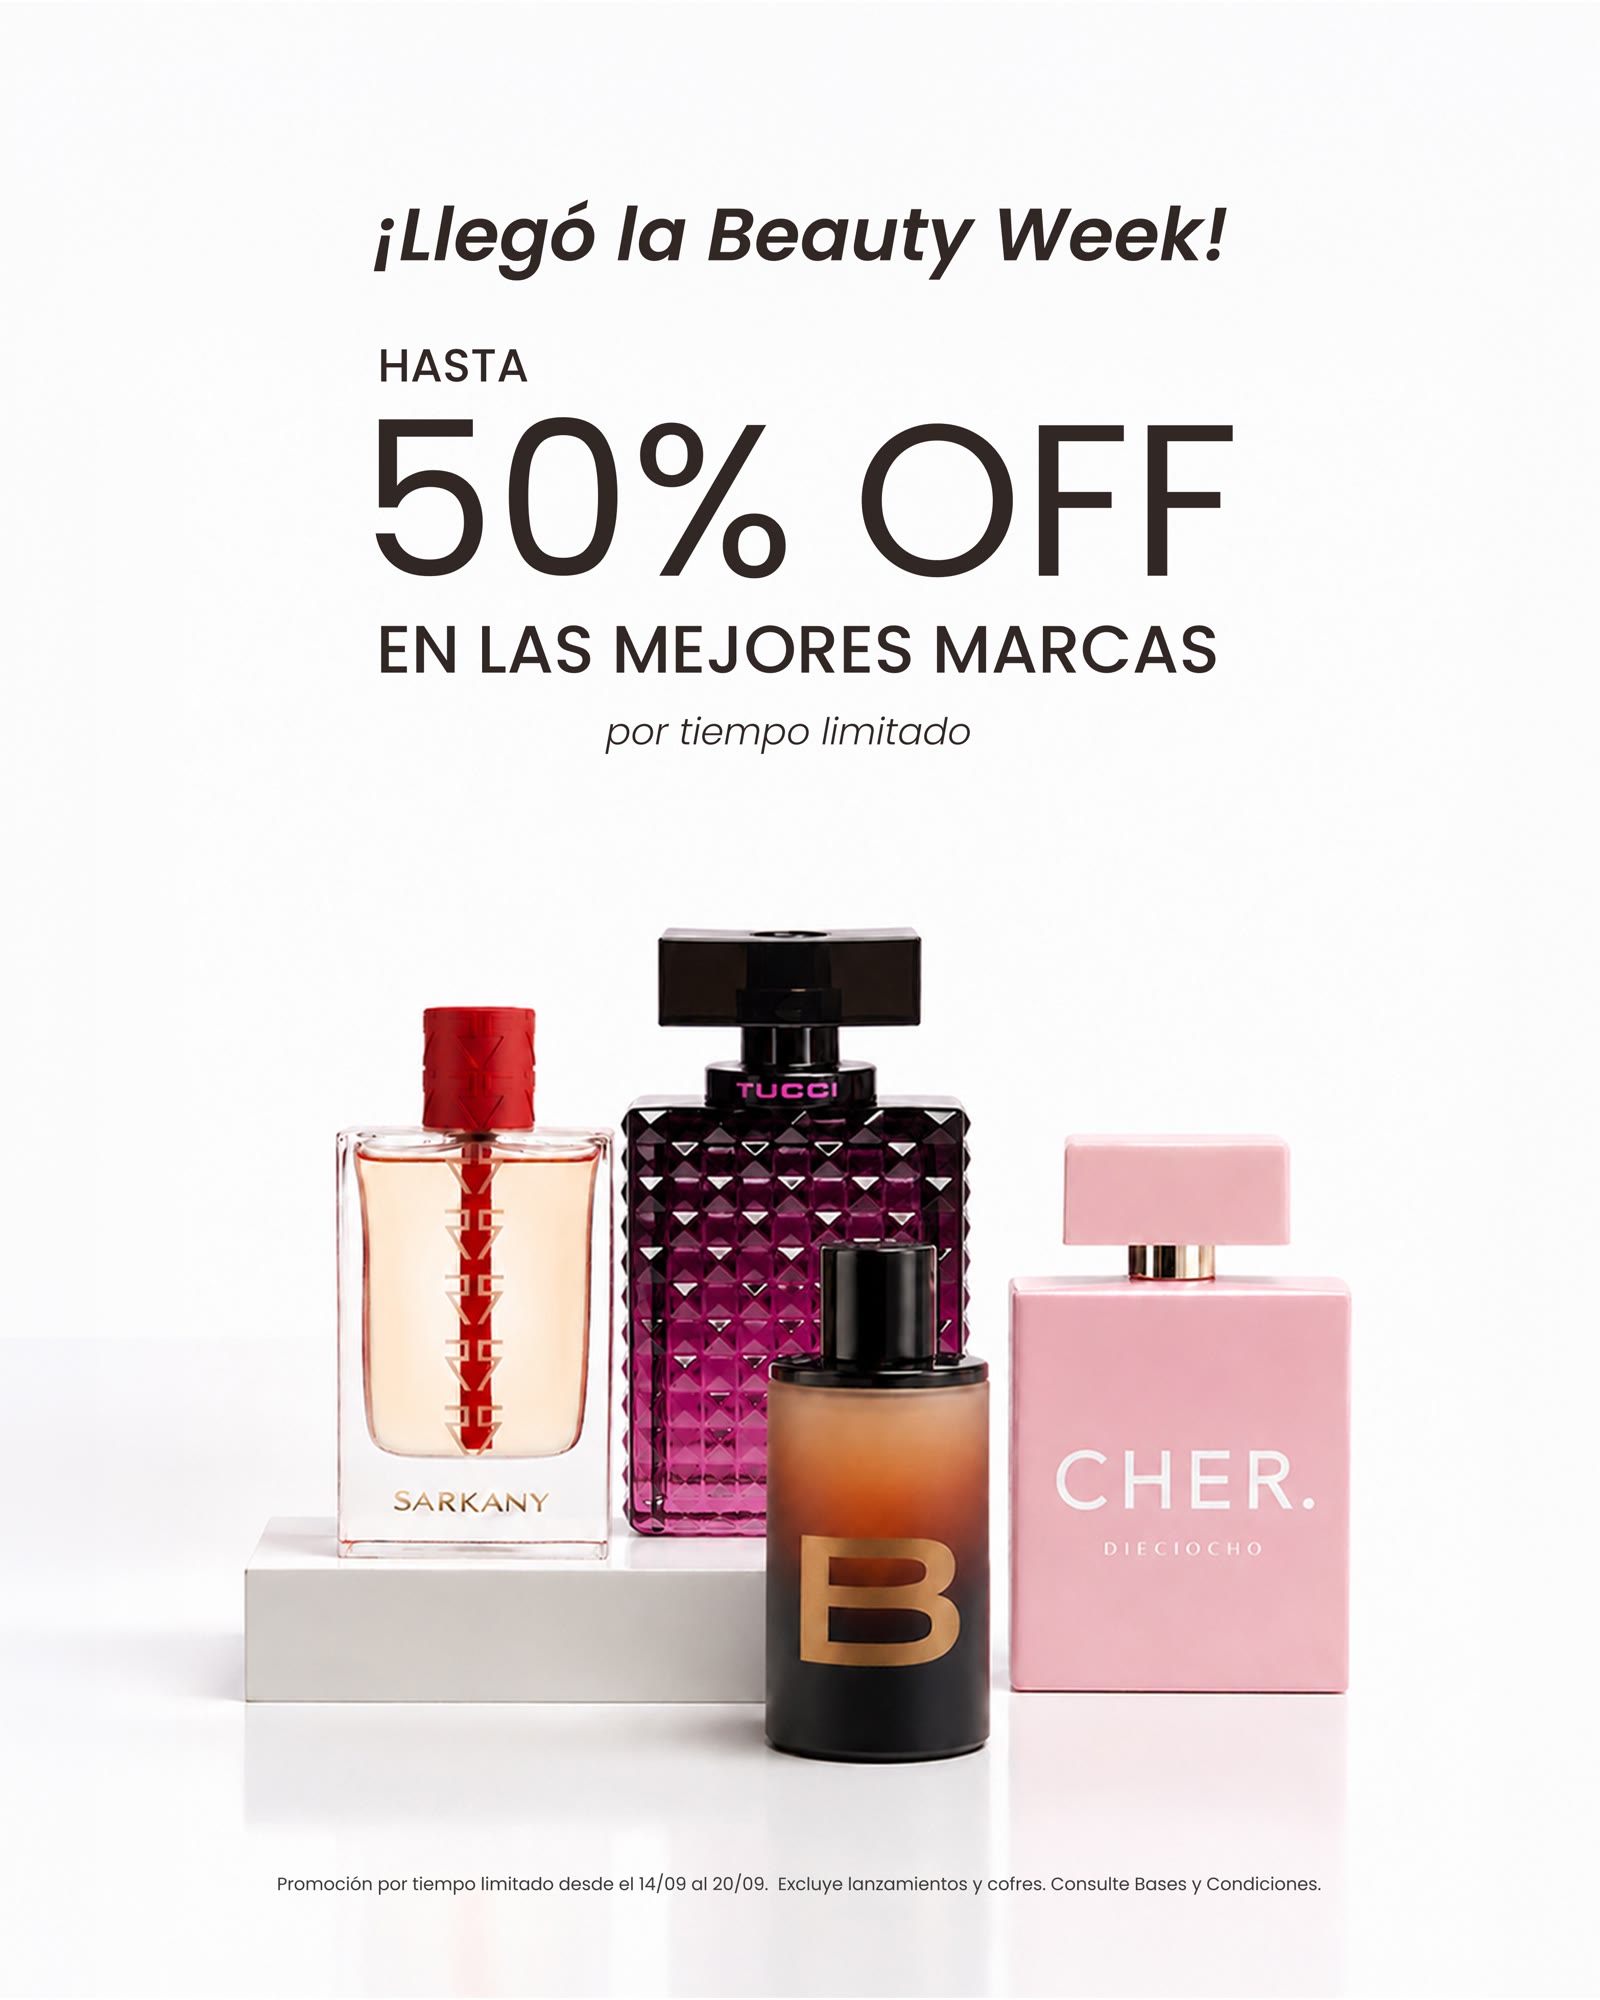 ¡Llegó la Beauty Week!
HASTA
50% OFF
EN LAS MEJORES MARCAS
por tiempo limitado
TUCCI
SARKANY
CHER.
DIECIOCHO
B
Promoción por tiempo limitado desde el 14/09 al 20/09. Excluye lanzamientos y cofres. Consulte Bases y Condiciones.